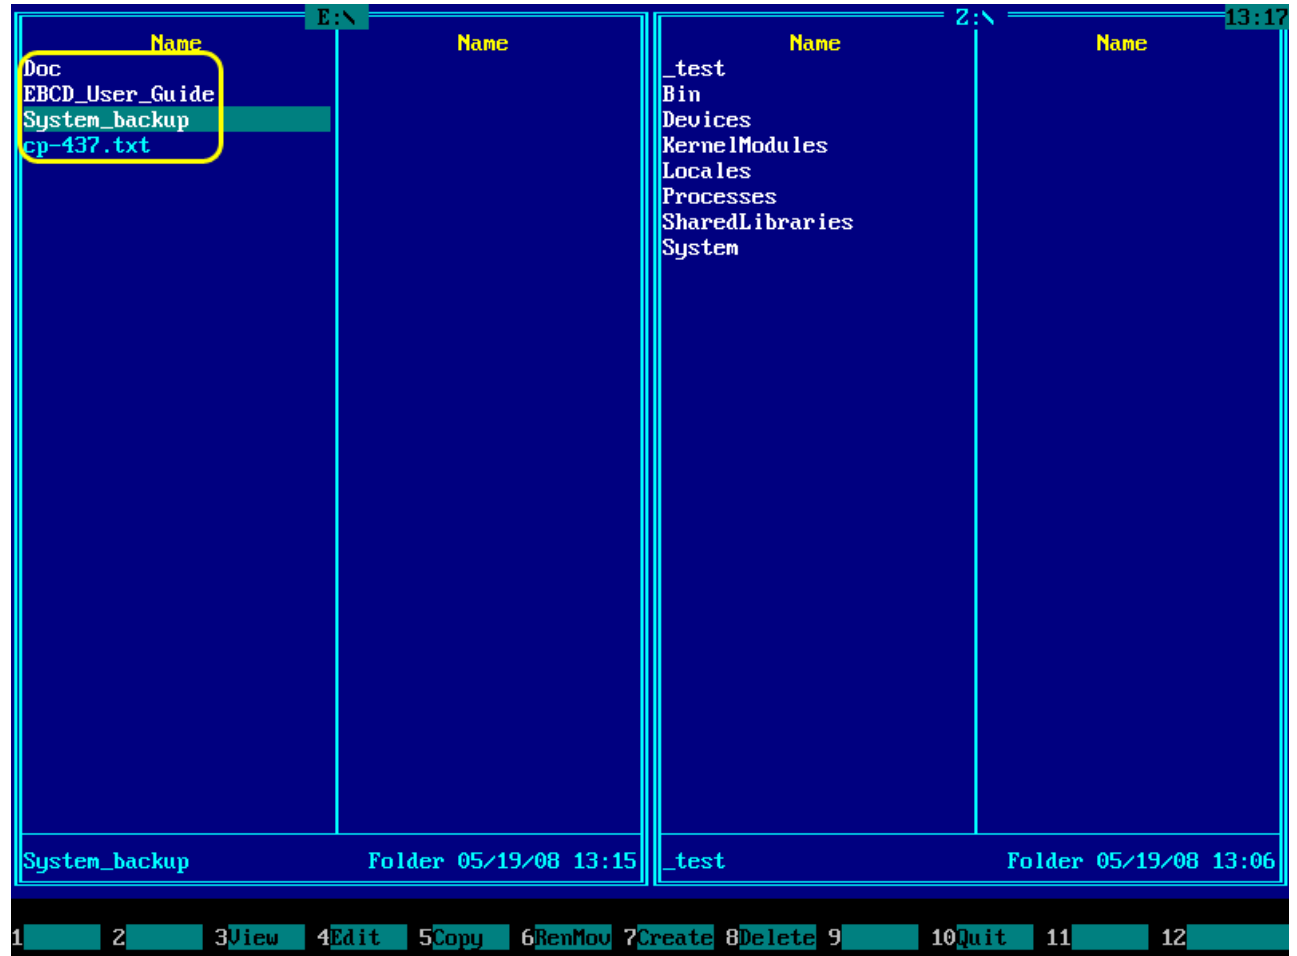 E:\
Name Name
Doc
EBCD_User_Guide
System_backup
cp-437.txt
System_backup Folder 05/19/08 13:15
Z:\ 13:17
Name Name
_test
Bin
Devices
KernelModules
Locales
Processes
SharedLibraries
System
_test Folder 05/19/08 13:06
1 2 3View 4Edit 5Copy 6RenMov 7Create 8Delete 9 10Quit 11 12